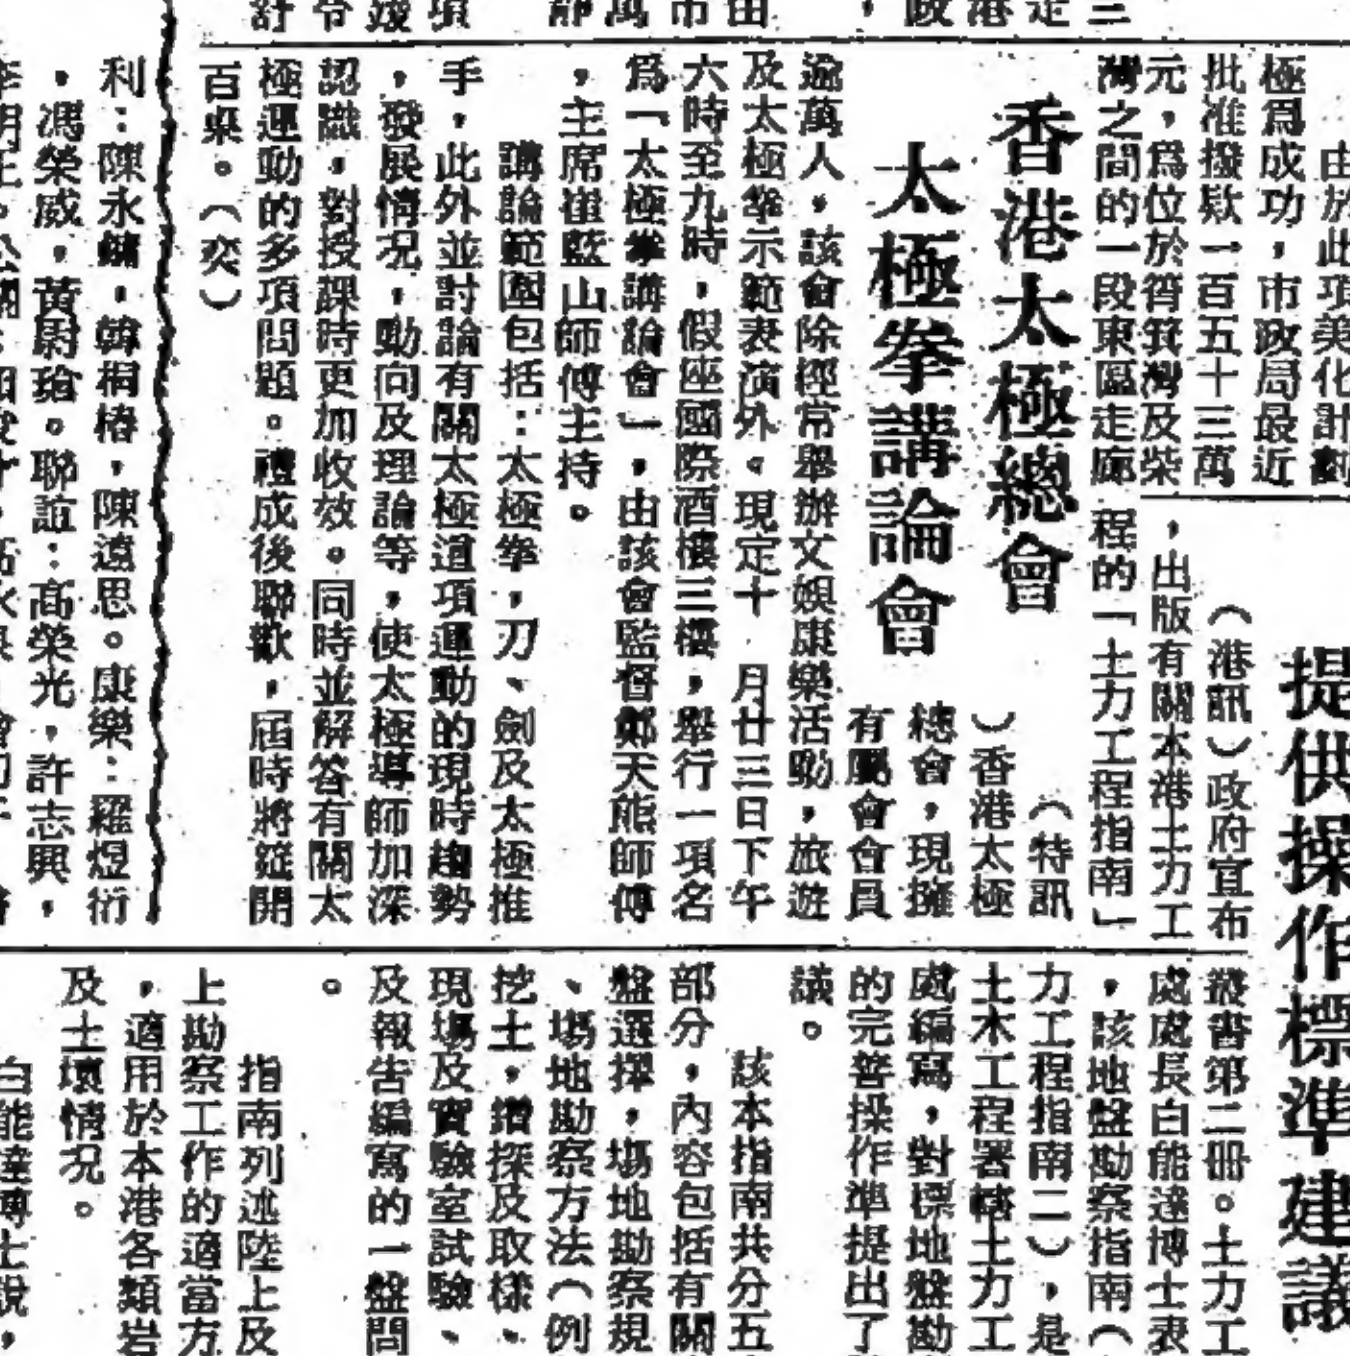 由於此項美化計劃
極爲成功，市政局最近
批准撥欵一百五十三萬
元，爲位於筲箕灣及柴
灣之間的一段東區走廊
香港太極總會
太極拳講論會
（特訊
）香港太極
總會，現擁
有屬會會員
逾萬人，該會除經常舉辦文娛康樂活動，旅遊
及太極拳示範表演外。現定十 月廿三日下午
六時至九時，假座國際酒樓三樓，舉行一項名
爲「太極拳講論會」，由該會監督鄭天熊師傅
，主席崔藍山師傅主持。
講論範圍包括：太極拳，刀、劍及太極推
手，此外並討論有關太極道項運動的現時趨勢
，發展情况，動向及理論等，使太極導師加深
認識，對授課時更加收效。同時並解答有關太
極運動的多項問題。禮成後聯歡，屆時將筵開
百桌。（奕）
利：陳永鏞，韓桐椿，陳遠思。康樂：羅煜衍
，馮榮威，黃尉瑲。聯誼：高榮光，許志興，
提供操作標準建議
（港訊）政府宣布
，出版有關本港土力工
程的「土力工程指南」
叢書第二冊。土力工
處處長白能達博士表
，該地盤勘察指南（
力工程指南二），是
土木工程署轄土力工
處編寫，對標地盤勘
的完善操作準提出了
議。
該本指南共分五
部分，內容包括有關
盤選擇，塲地勘察規
、塲地勘察方法（例
挖土，鑽探及取樣、
現塲及實驗室試驗、
及報告編寫的一盤問
。
指南列述陸上及
上勘察工作的適當方
，適用於本港各類岩
及土壤情况。
白能達博士說，